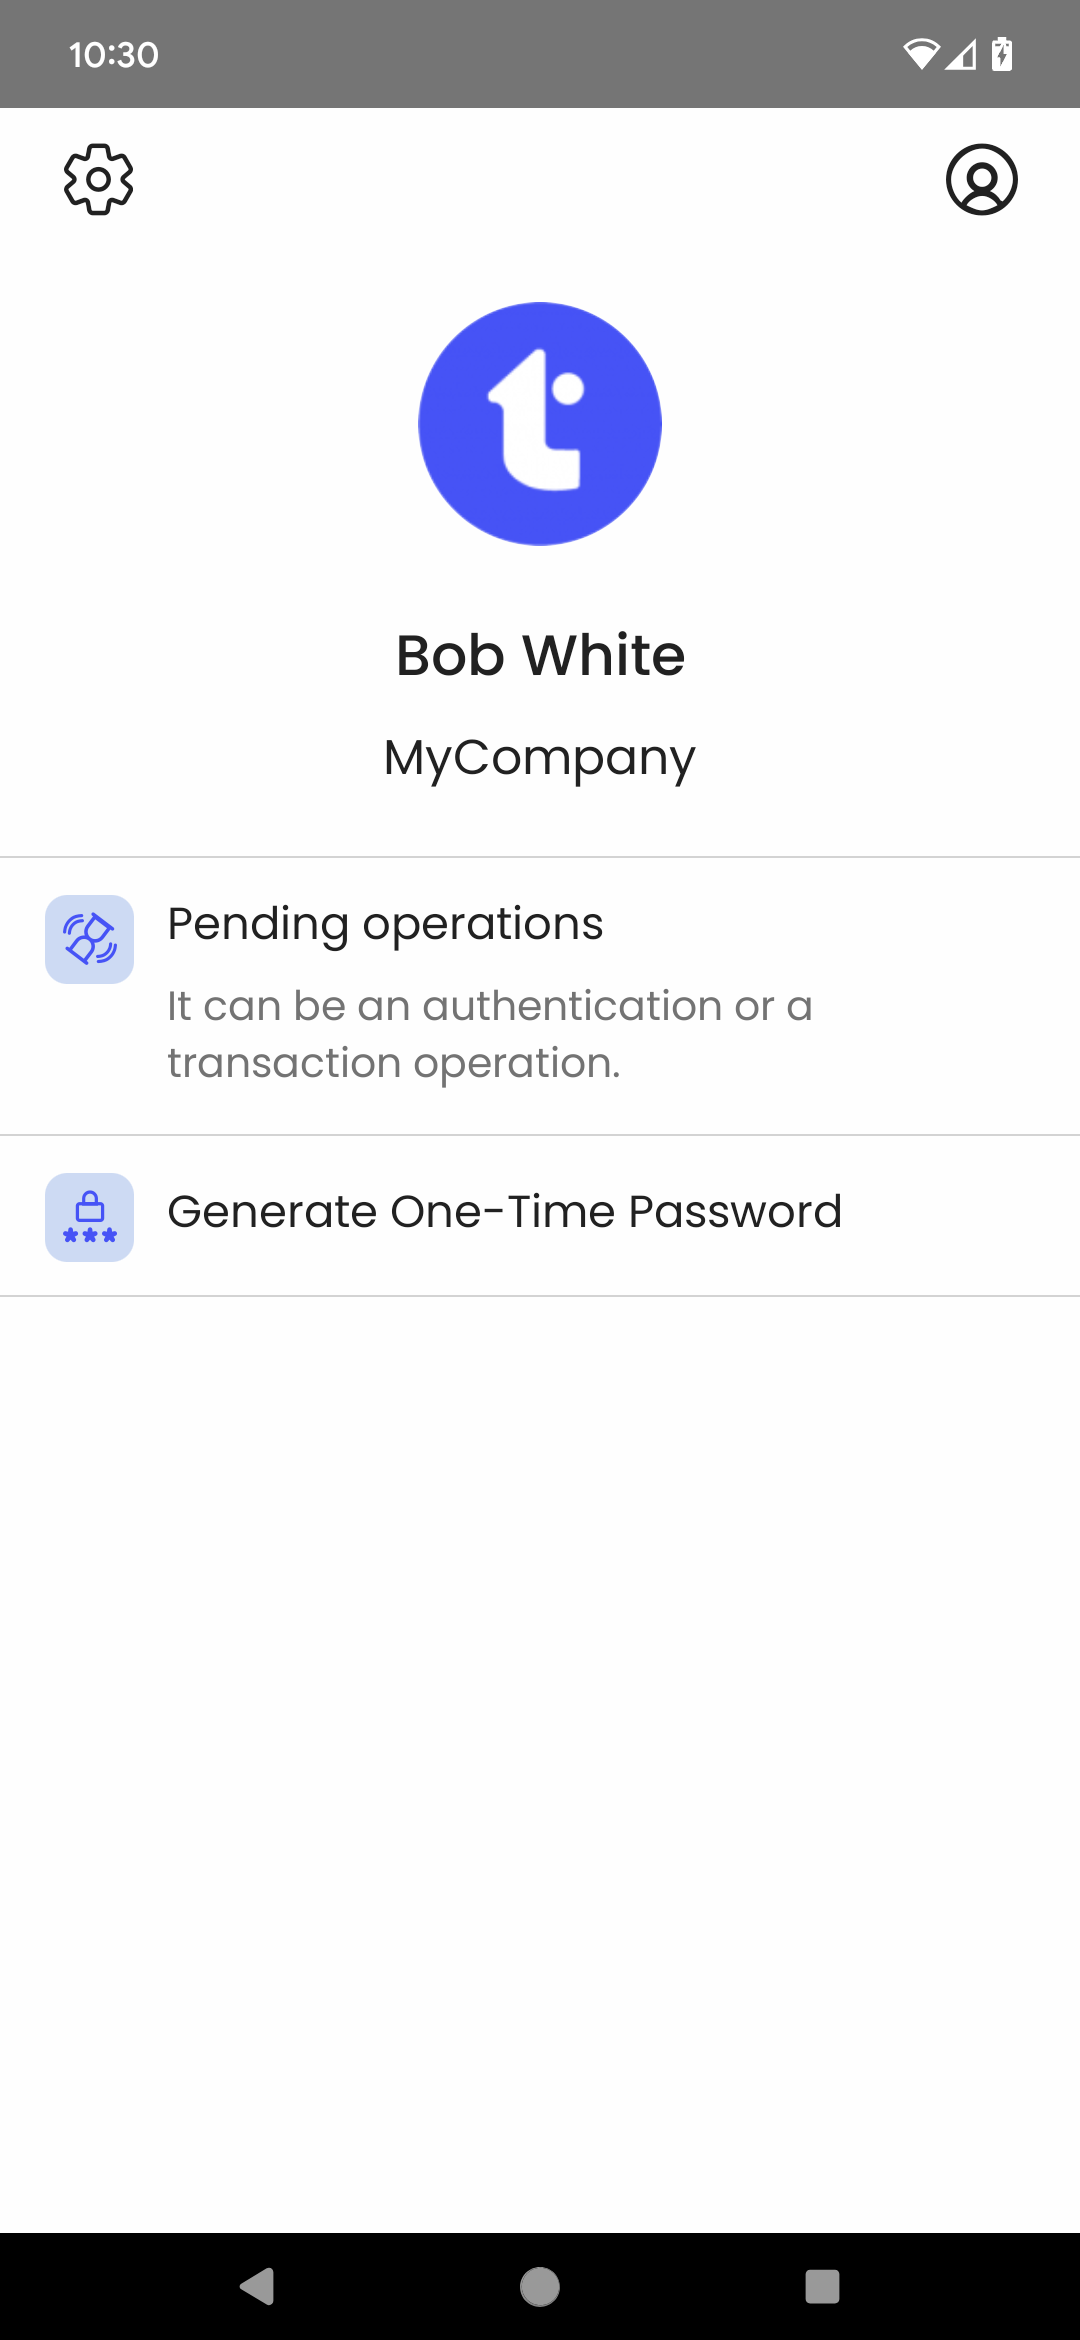 10:30
Bob White
MyCompany
Pending operations
It can be an authentication or a
transaction operation.
Generate One-Time Password